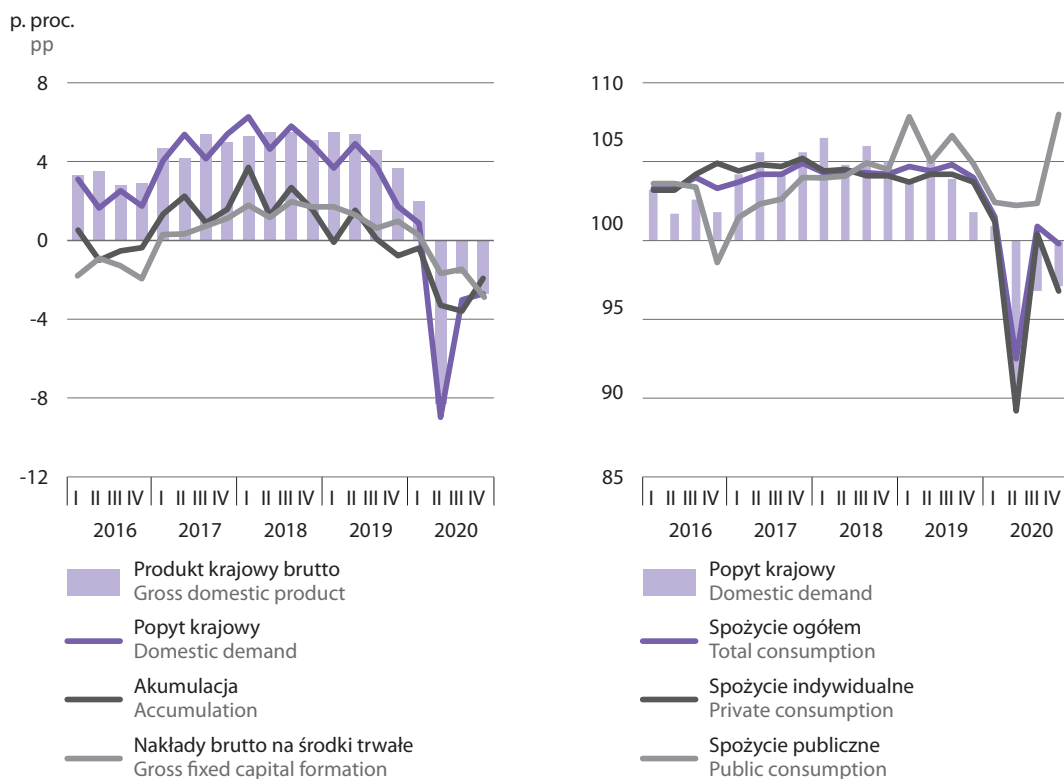 p. proc.
pp
8
4
0
-4
-8
-12
I II III IV I II III IV I II III IV I II III IV I II III IV
2016 2017 2018 2019 2020
Produkt krajowy brutto
Gross domestic product
Popyt krajowy
Domestic demand
Akumulacja
Accumulation
Nakłady brutto na środki trwałe
Gross fixed capital formation
110
105
100
95
90
85
I II III IV I II III IV I II III IV I II III IV I II III IV
2016 2017 2018 2019 2020
Popyt krajowy
Domestic demand
Spożycie ogółem
Total consumption
Spożycie indywidualne
Private consumption
Spożycie publiczne
Public consumption